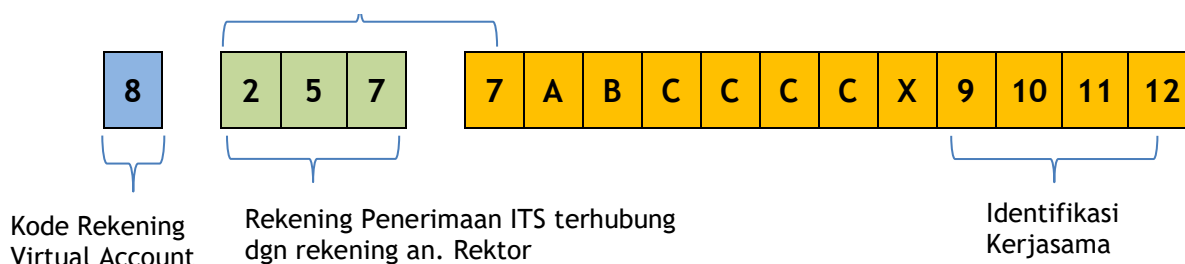 8 2 5 7 7 A B C C C C X 9 10 11 12
Kode Rekening
Virtual Account
Rekening Penerimaan ITS terhubung
dgn rekening an. Rektor
Identifikasi
Kerjasama